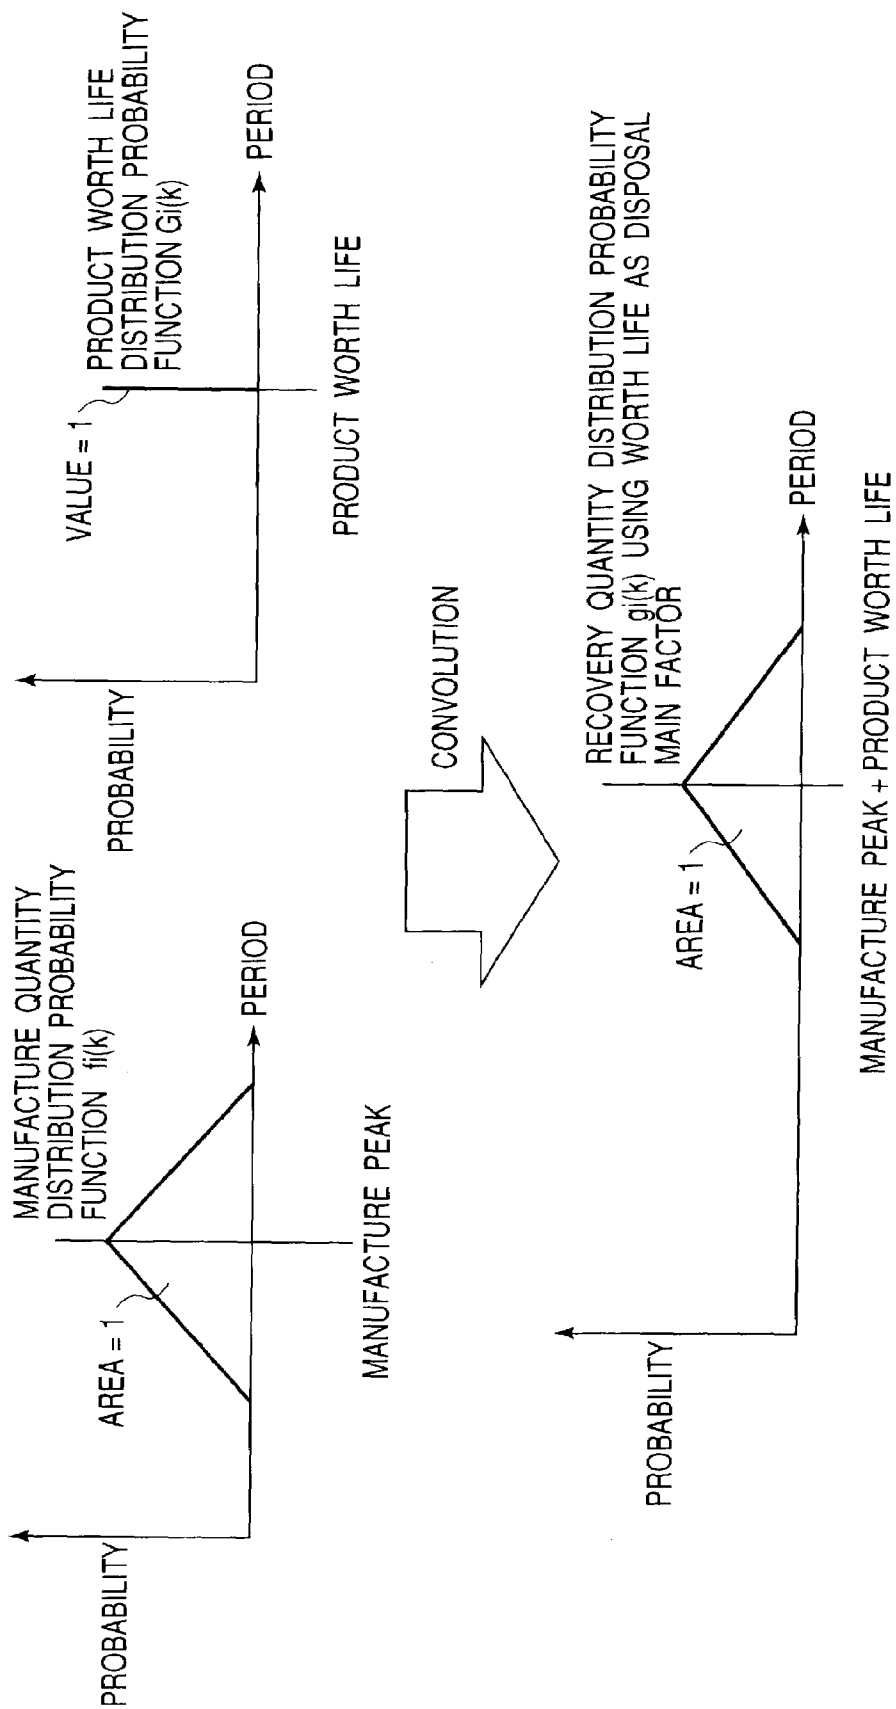 MANUFACTURE QUANTITY
DISTRIBUTION PROBABILITY
FUNCTION fi(k)
PROBABILITY
AREA = 1
PERIOD
MANUFACTURE PEAK
PRODUCT WORTH LIFE
DISTRIBUTION PROBABILITY
FUNCTION Gi(k)
VALUE = 1
PROBABILITY
PERIOD
PRODUCT WORTH LIFE
CONVOLUTION
RECOVERY QUANTITY DISTRIBUTION PROBABILITY
FUNCTION gi(k) USING WORTH LIFE AS DISPOSAL
MAIN FACTOR
PROBABILITY
AREA = 1
PERIOD
MANUFACTURE PEAK + PRODUCT WORTH LIFE